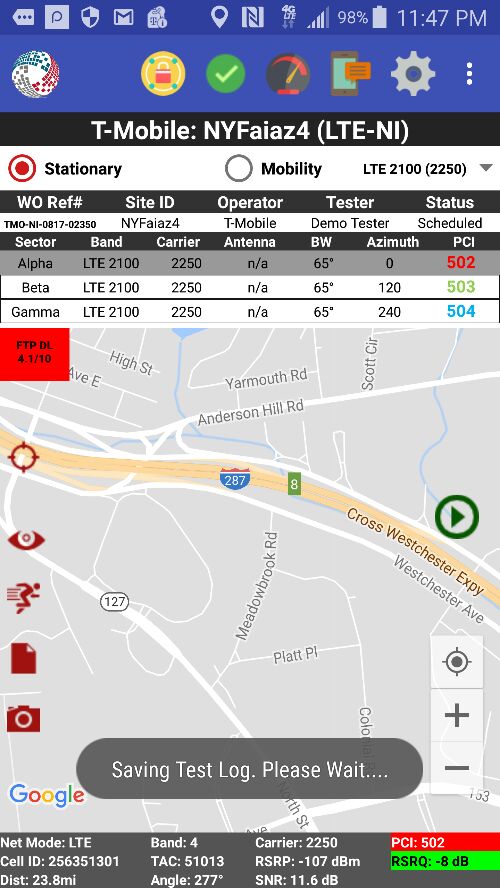 4G LTE 98% 11:47 PM
T-Mobile: NYFaiaz4 (LTE-NI)
Stationary Mobility LTE 2100 (2250)
WO Ref# Site ID Operator Tester Status
TMO-NI-0817-02350 NYFaiaz4 T-Mobile Demo Tester Scheduled
Sector Band Carrier Antenna BW Azimuth PCI
Alpha LTE 2100 2250 n/a 65° 0 502
Beta LTE 2100 2250 n/a 65° 120 503
Gamma LTE 2100 2250 n/a 65° 240 504
FTP DL
4.1/10
High St
Ave E
Scott Cir
Yarmouth Rd
Anderson Hill Rd
287
8
Cross Westchester Expy
Westchester Ave
Meadowbrook Rd
127
Platt Pl
Colonial
Saving Test Log. Please Wait....
Google
North St
Ave
153
Net Mode: LTE Band: 4 Carrier: 2250 PCI: 502
Cell ID: 256351301 TAC: 51013 RSRP: -107 dBm RSRQ: -8 dB
Dist: 23.8mi Angle: 277° SNR: 11.6 dB